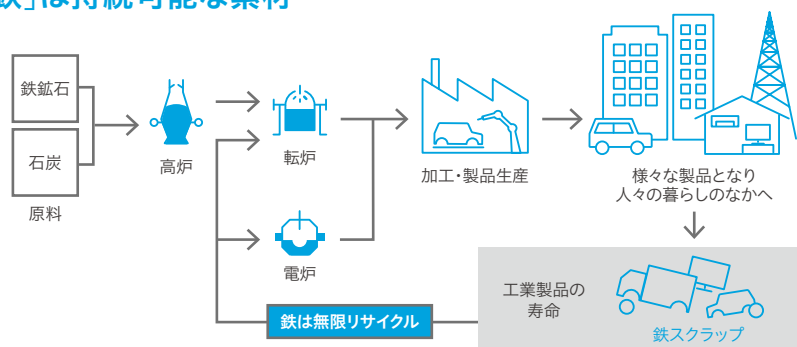 鉄」は持続可能な素材
鉄鉱石
石炭
原料
高炉
転炉
電炉
加工・製品生産
様々な製品となり
人々の暮らしのなかへ
工業製品の
寿命
鉄スクラップ
鉄は無限リサイクル